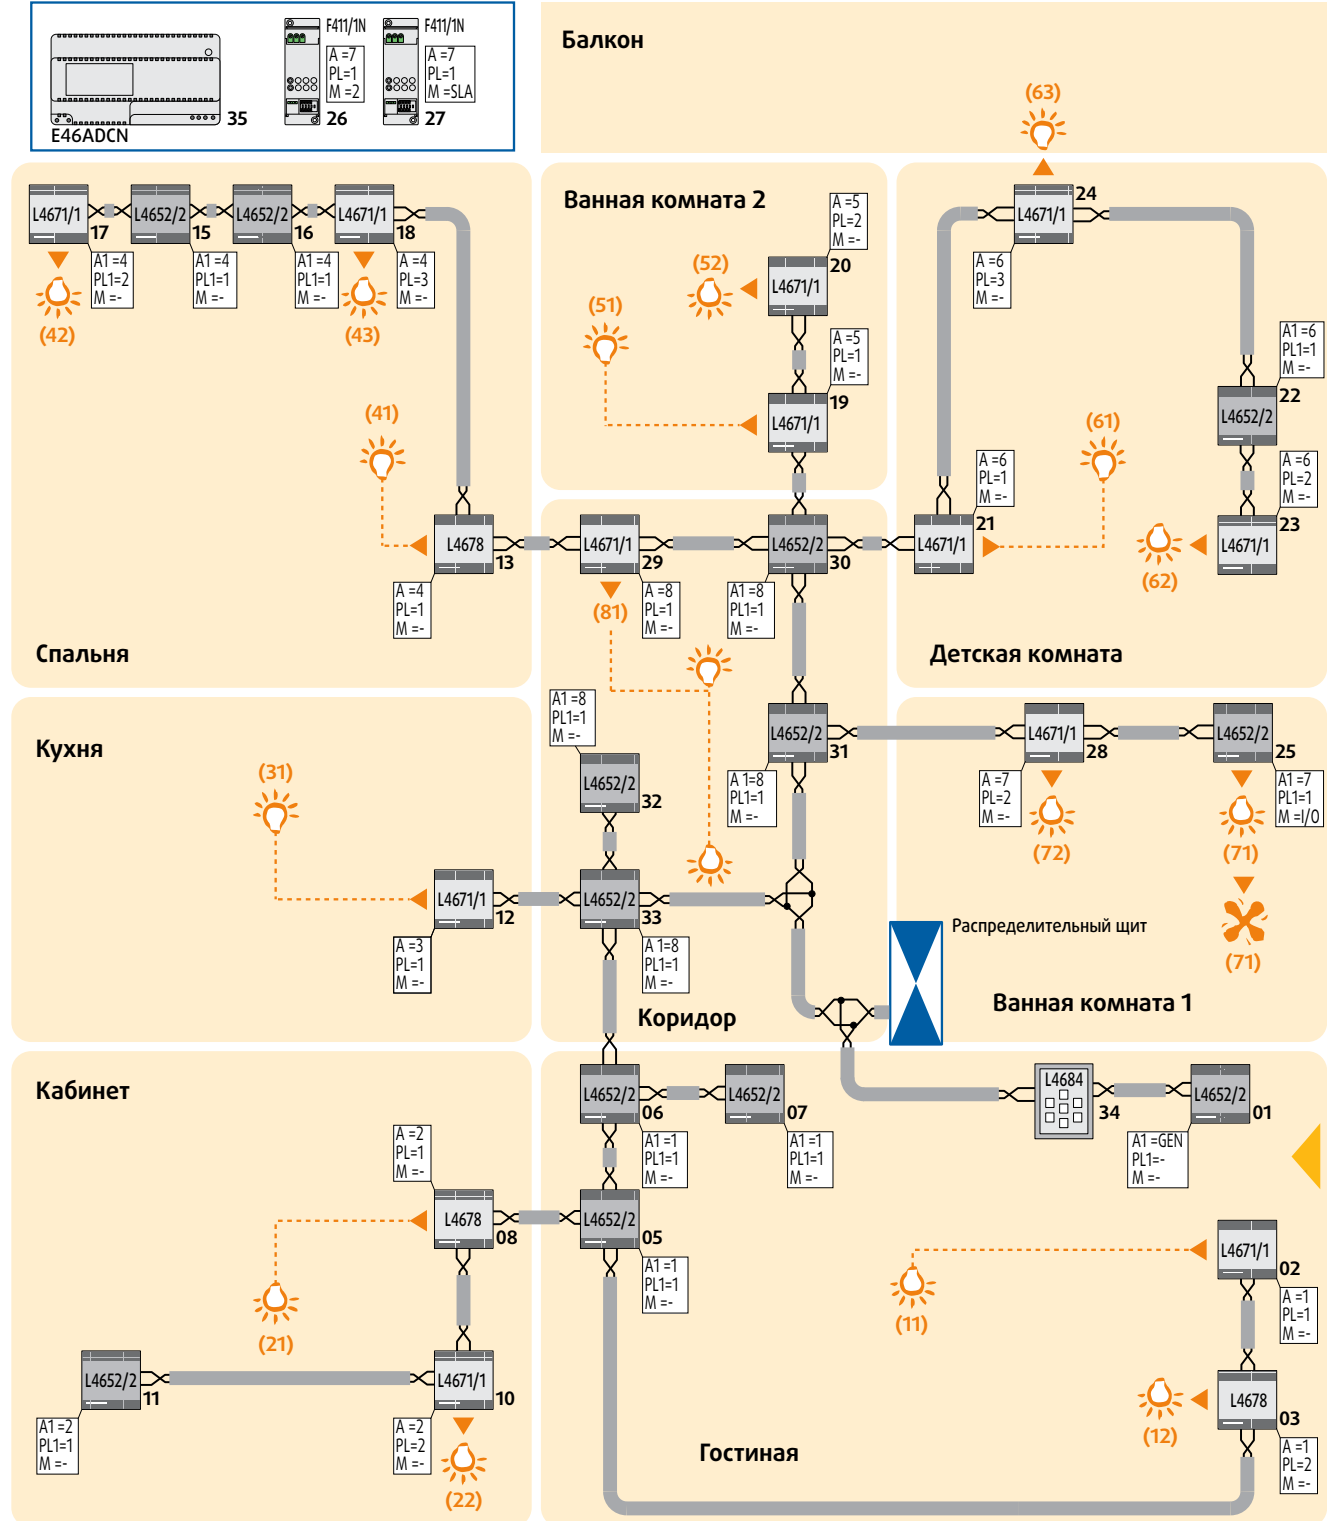 F411/1N
F411/1N
A =7
PL=1
M =2
A =7
PL=1
M =SLA
35
26
27
E46ADCN
Балкон
(63)
L4671/1
17
L4652/2
15
L4652/2
16
L4671/1
18
A1 =4
PL1=2
M =-
A1 =4
PL1=1
M =-
A1 =4
PL1=1
M =-
A =4
PL=3
M =-
(42)
(43)
(41)
L4678
13
A =4
PL=1
M =-
Спальня
Ванная комната 2
A =5
PL=2
M =-
20
L4671/1
(52)
(51)
A =5
PL=1
M =-
19
L4671/1
24
L4671/1
A =6
PL=3
M =-
A1 =6
PL1=1
M =-
22
L4652/2
A =6
PL=2
M =-
23
L4671/1
(62)
(61)
A =6
PL=1
M =-
21
L4671/1
Детская комната
L4671/1
29
(81)
A =8
PL=1
M =-
L4652/2
30
A1 =8
PL1=1
M =-
A1 =8
PL1=1
M =-
L4652/2
32
L4652/2
31
A 1=8
PL1=1
M =-
L4652/2
33
A 1=8
PL1=1
M =-
Коридор
Кухня
(31)
L4671/1
12
A =3
PL=1
M =-
L4671/1
28
A =7
PL=2
M =-
(72)
L4652/2
25
A1 =7
PL1=1
M =I/O
(71)
(71)
Распределительный щит
Ванная комната 1
Кабинет
A =2
PL=1
M =-
L4678
08
(21)
L4652/2
11
A1 =2
PL1=1
M =-
L4671/1
10
A =2
PL=2
M =-
(22)
L4652/2
06
A1 =1
PL1=1
M =-
L4652/2
07
A1 =1
PL1=1
M =-
L4652/2
05
A1 =1
PL1=1
M =-
L4684
34
L4652/2
01
A1 =GEN
PL1=-
M =-
L4671/1
02
A =1
PL=1
M =-
(11)
L4678
03
A =1
PL=2
M =-
(12)
Гостиная